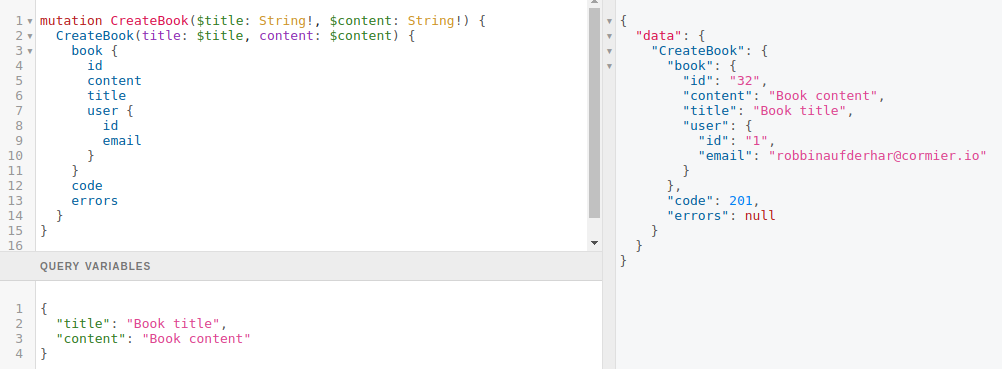 1 mutation CreateBook($title: String!, $content: String!) {
2   CreateBook(title: $title, content: $content) {
3     book {
4       id
5       content
6       title
7       user {
8         id
9         email
10       }
11     }
12     code
13     errors
14   }
15 }
16
QUERY VARIABLES
1 {
2   "title": "Book title",
3   "content": "Book content"
4 }
{
  "data": {
    "CreateBook": {
      "book": {
        "id": "32",
        "content": "Book content",
        "title": "Book title",
        "user": {
          "id": "1",
          "email": "robbinaufderhar@cormier.io"
        }
      },
      "code": 201,
      "errors": null
    }
  }
}